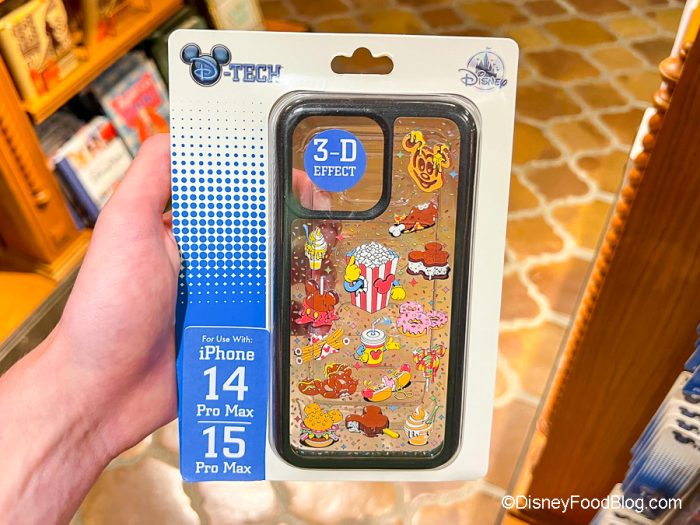 D-TECH
Disney
3-D
EFFECT
For Use With:
iPhone
14
Pro Max
15
Pro Max
©DisneyFoodBlog.com